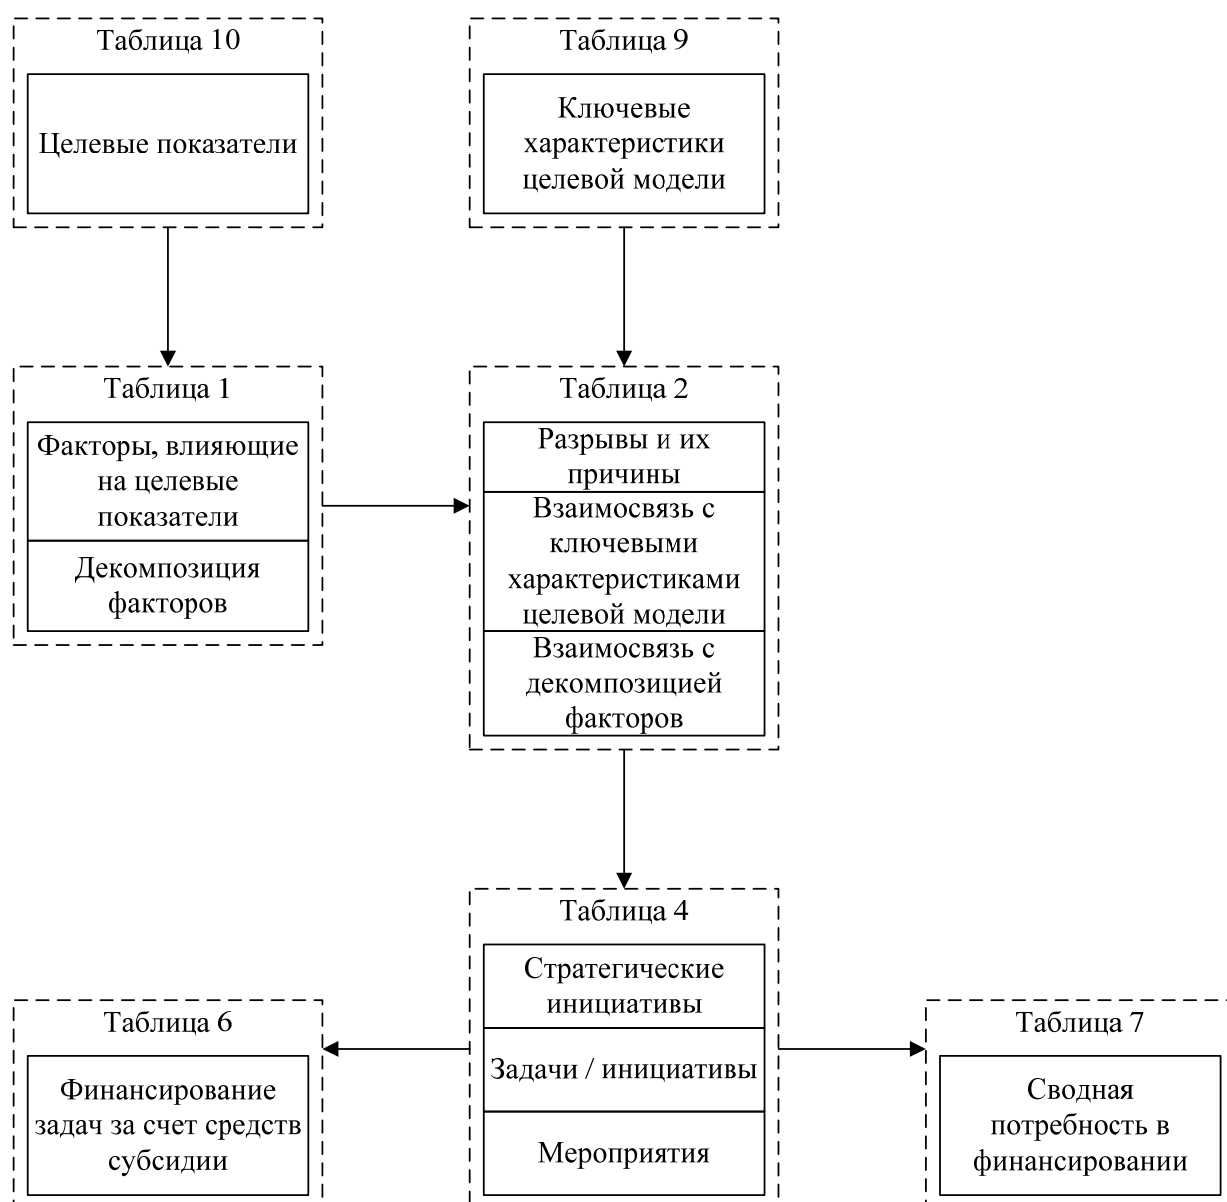 Таблица 10
Целевые показатели
Таблица 9
Ключевые
характеристики
целевой модели
Таблица 1
Факторы, влияющие
на целевые
показатели
Декомпозиция
факторов
Таблица 2
Разрывы и их
причины
Взаимосвязь с
ключевыми
характеристиками
целевой модели
Взаимосвязь с
декомпозицией
факторов
Таблица 4
Стратегические
инициативы
Задачи / инициативы
Мероприятия
Таблица 6
Финансирование
задач за счет средств
субсидии
Таблица 7
Сводная
потребность в
финансировании